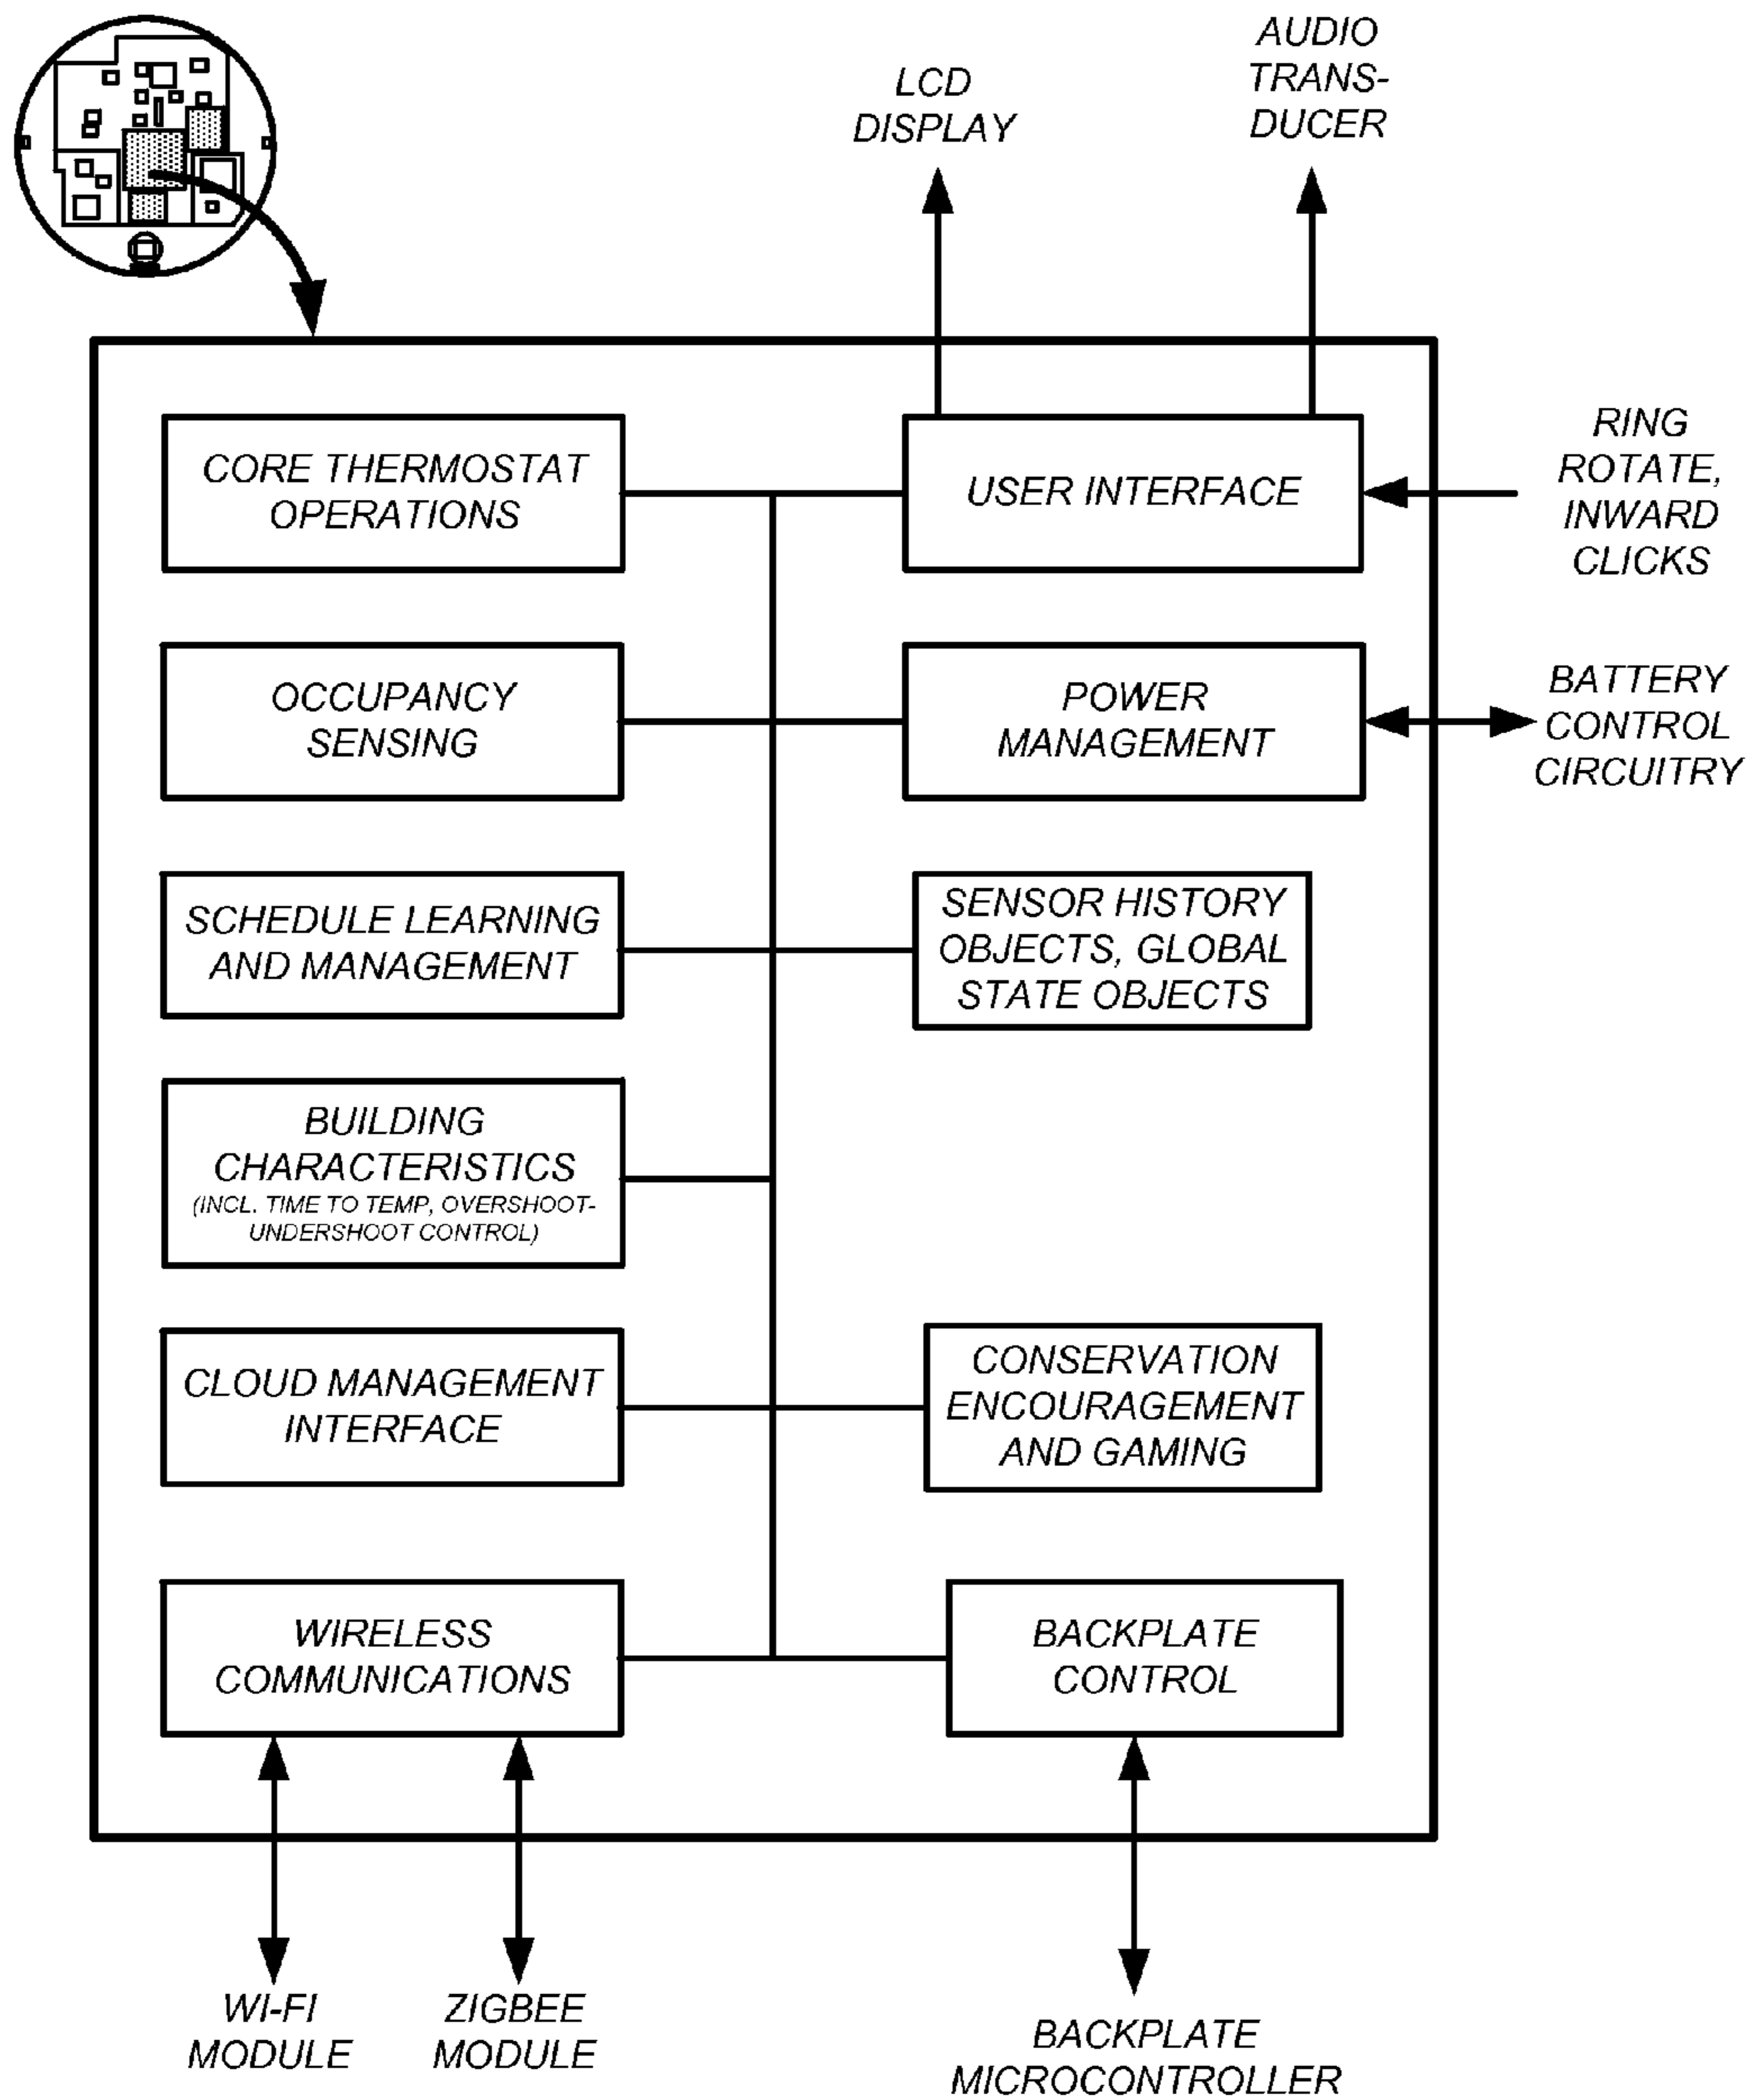 LCD
DISPLAY
AUDIO
TRANS-
DUCER
CORE THERMOSTAT
OPERATIONS
USER INTERFACE
RING
ROTATE,
INWARD
CLICKS
OCCUPANCY
SENSING
POWER
MANAGEMENT
BATTERY
CONTROL
CIRCUITRY
SCHEDULE LEARNING
AND MANAGEMENT
SENSOR HISTORY
OBJECTS, GLOBAL
STATE OBJECTS
BUILDING
CHARACTERISTICS
(INCL. TIME TO TEMP, OVERSHOOT-
UNDERSHOOT CONTROL)
CLOUD MANAGEMENT
INTERFACE
CONSERVATION
ENCOURAGEMENT
AND GAMING
WIRELESS
COMMUNICATIONS
BACKPLATE
CONTROL
WI-FI
MODULE
ZIGBEE
MODULE
BACKPLATE
MICROCONTROLLER